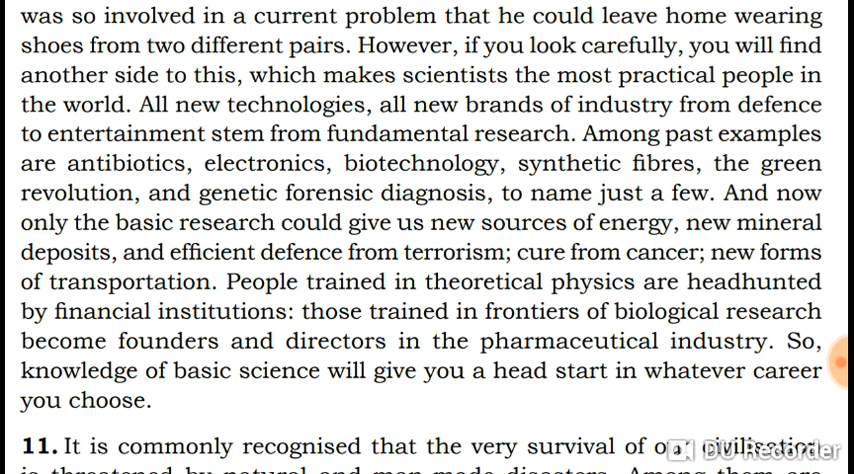 was so involved in a current problem that he could leave home wearing
shoes from two different pairs. However, if you look carefully, you will find
another side to this, which makes scientists the most practical people in
the world. All new technologies, all new brands of industry from defence
to entertainment stem from fundamental research. Among past examples
are antibiotics, electronics, biotechnology, synthetic fibres, the green
revolution, and genetic forensic diagnosis, to name just a few. And now
only the basic research could give us new sources of energy, new mineral
deposits, and efficient defence from terrorism; cure from cancer; new forms
of transportation. People trained in theoretical physics are headhunted
by financial institutions: those trained in frontiers of biological research
become founders and directors in the pharmaceutical industry. So,
knowledge of basic science will give you a head start in whatever career
you choose.
11. It is commonly recognised that the very survival of our civilisation
DU Recorder